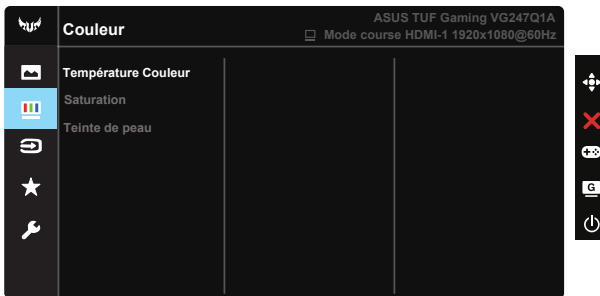 Couleur
ASUS TUF Gaming VG247Q1A
Mode course HDMI-1 1920x1080@60Hz
Température Couleur
Saturation
Teinte de peau
G